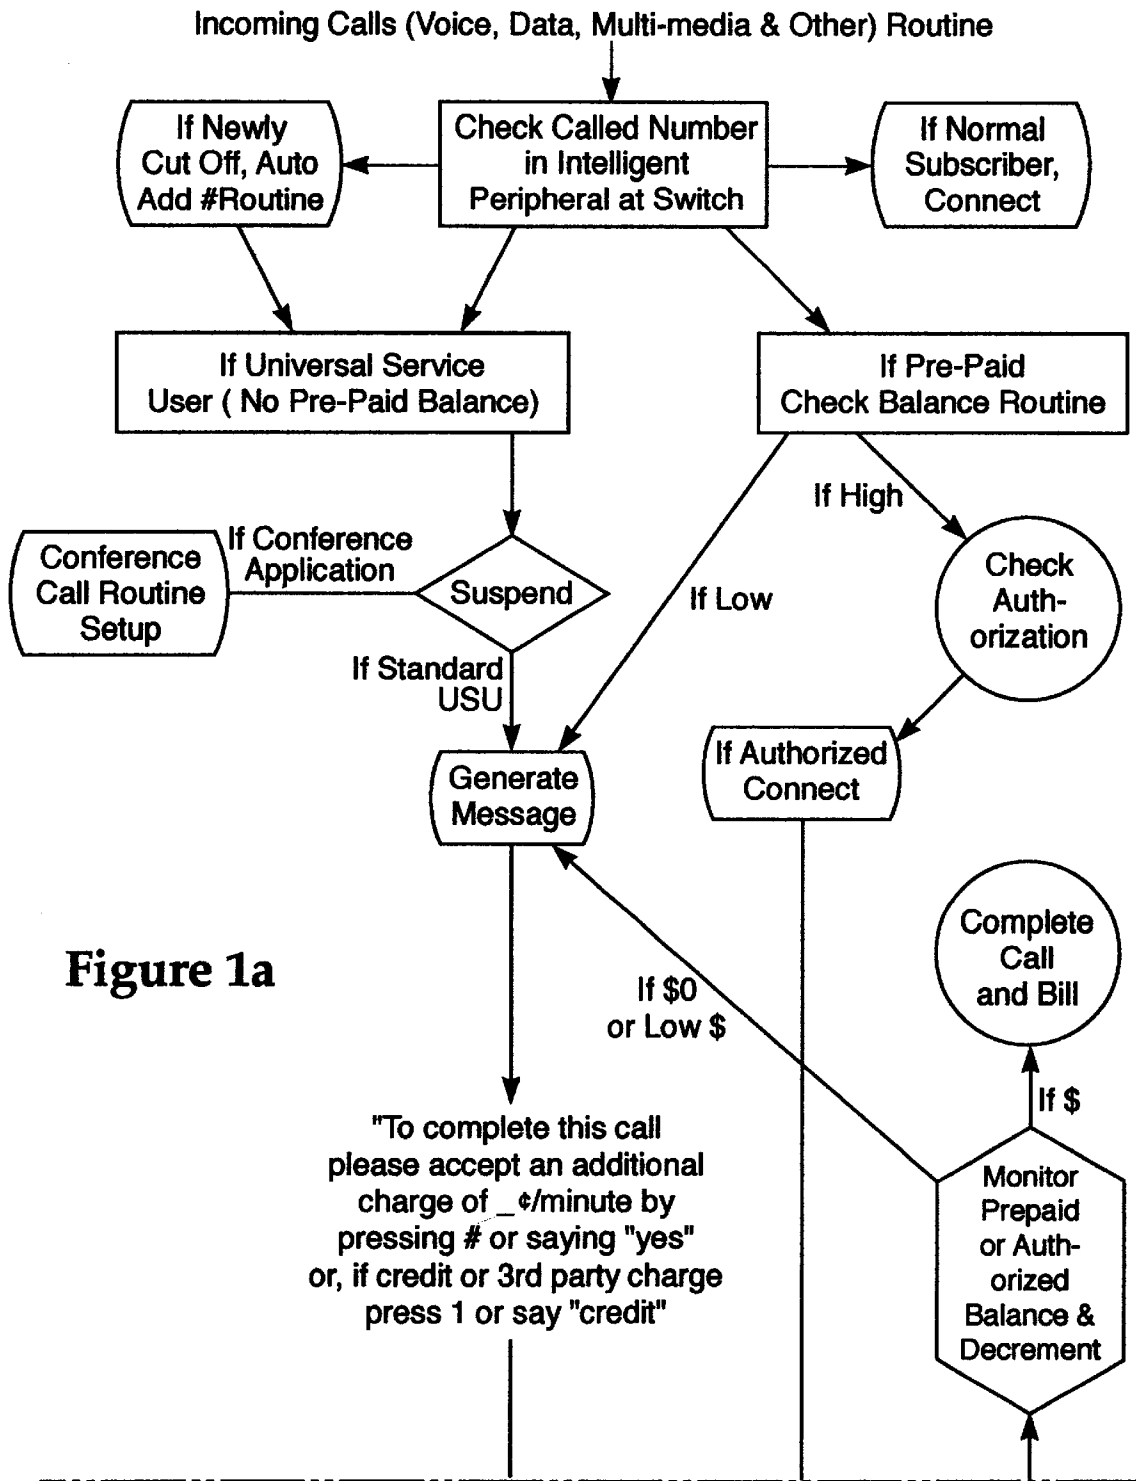 Incoming Calls (Voice, Data, Multi-media & Other) Routine
If Newly
Cut Off, Auto
Add #Routine
Check Called Number
in Intelligent
Peripheral at Switch
If Normal
Subscriber,
Connect
If Universal Service
User ( No Pre-Paid Balance)
If Pre-Paid
Check Balance Routine
If High
Conference
Call Routine
Setup
If Conference
Application
Suspend
If Low
Check
Auth-
orization
If Standard
USU
Generate
Message
If Authorized
Connect
Figure 1a
If $0
or Low $
Complete
Call
and Bill
If $
"To complete this call
please accept an additional
charge of _ ¢/minute by
pressing # or saying "yes"
or, if credit or 3rd party charge
press 1 or say "credit"
Monitor
Prepaid
or Auth-
orized
Balance &
Decrement